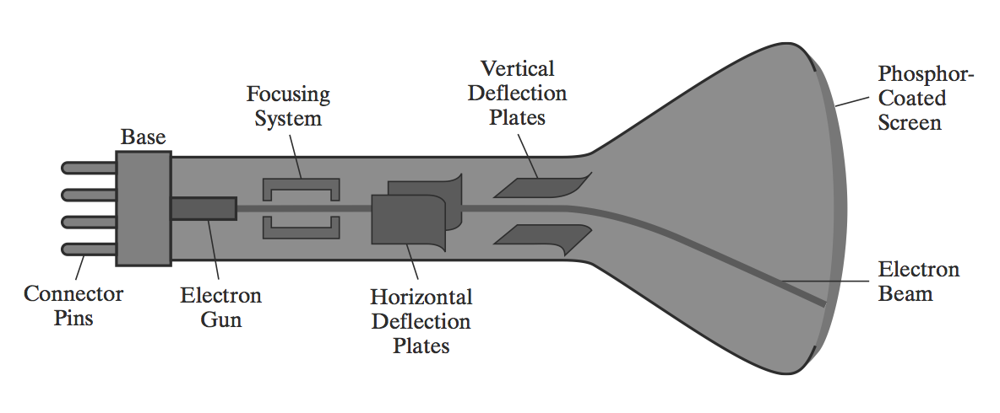 Vertical
Deflection
Plates
Phosphor-
Coated
Screen
Focusing
System
Base
Connector
Pins
Electron
Gun
Horizontal
Deflection
Plates
Electron
Beam